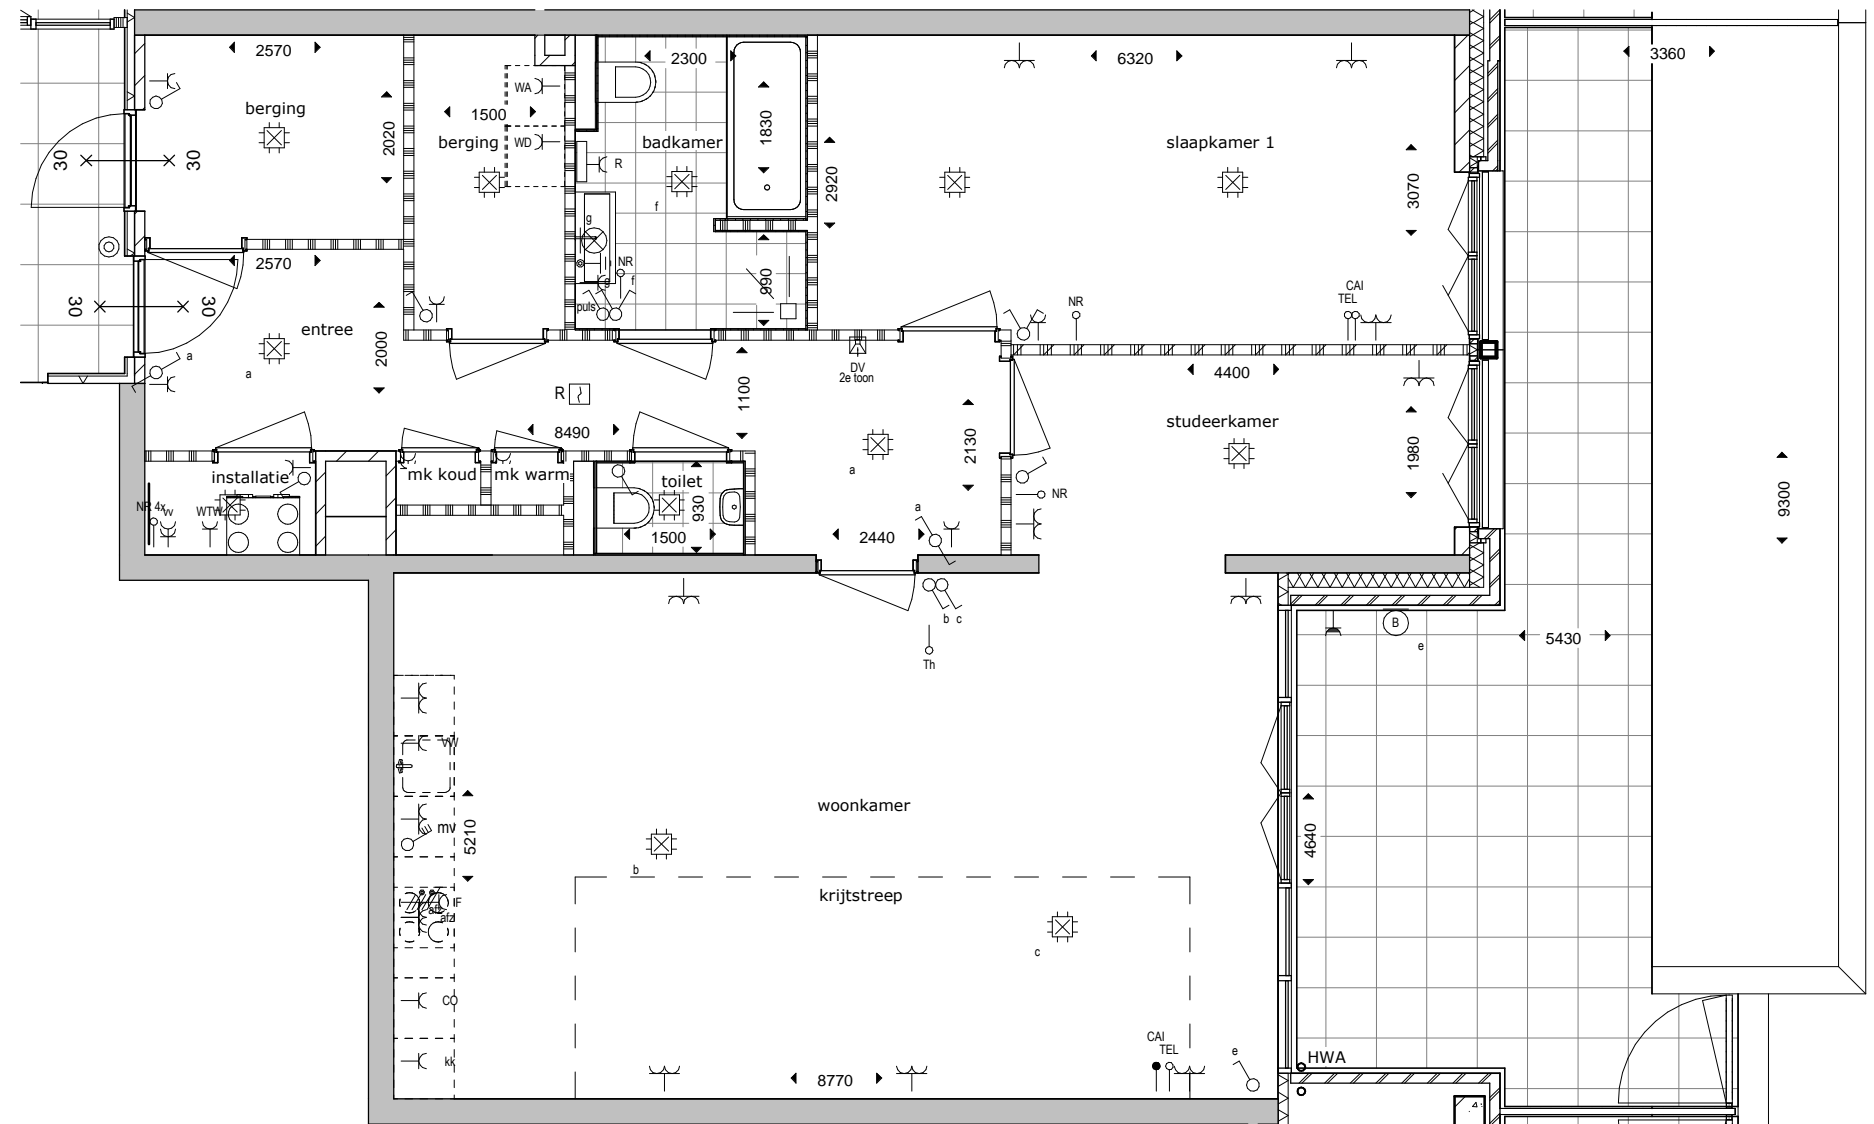 2570
berging
2020
30
30
1500
berging
WA
WD
2300
badkamer
1830
R
f
g
NR
g
f
puls
990
6320
slaapkamer 1
2920
3070
CAI
TEL
NR
3360
2570
30
30
entree
2000
a
a
R
8490
1100
DV
2e toon
a
2130
4400
studeerkamer
1980
NR
9300
installatie
NR 4x
W
WTW
mk koud
mk warm
toilet
930
1500
2440
a
b c
Th
B
e
5430
VW
mv
5210
woonkamer
b
krijtstreep
c
4640
IF
afz
afz
CO
kk
8770
CAI
TEL
e
HWA